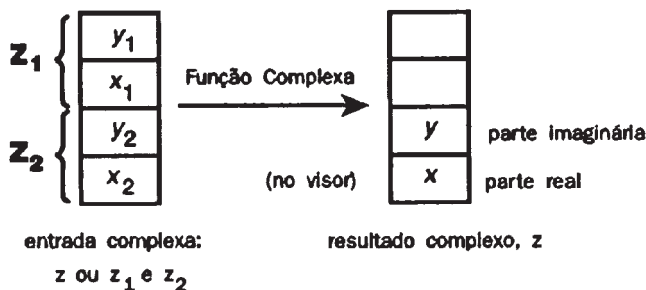 z₁
y₁
x₁
z₂
y₂
x₂
Função Complexa
y parte imaginária
(no visor) x parte real
entrada complexa:
z ou z₁ e z₂
resultado complexo, z